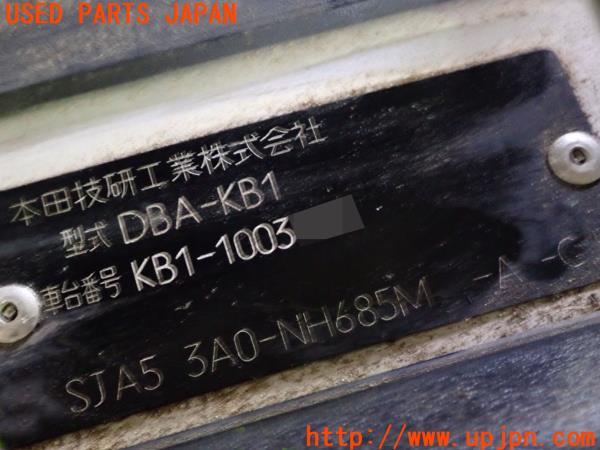 USED PARTS JAPAN
本田技研工業株式会社
型式 DBA-KB1
車台番号 KB1-1003
SJA5 3A0-NH685M -A -G
http://www.upjpn.com/